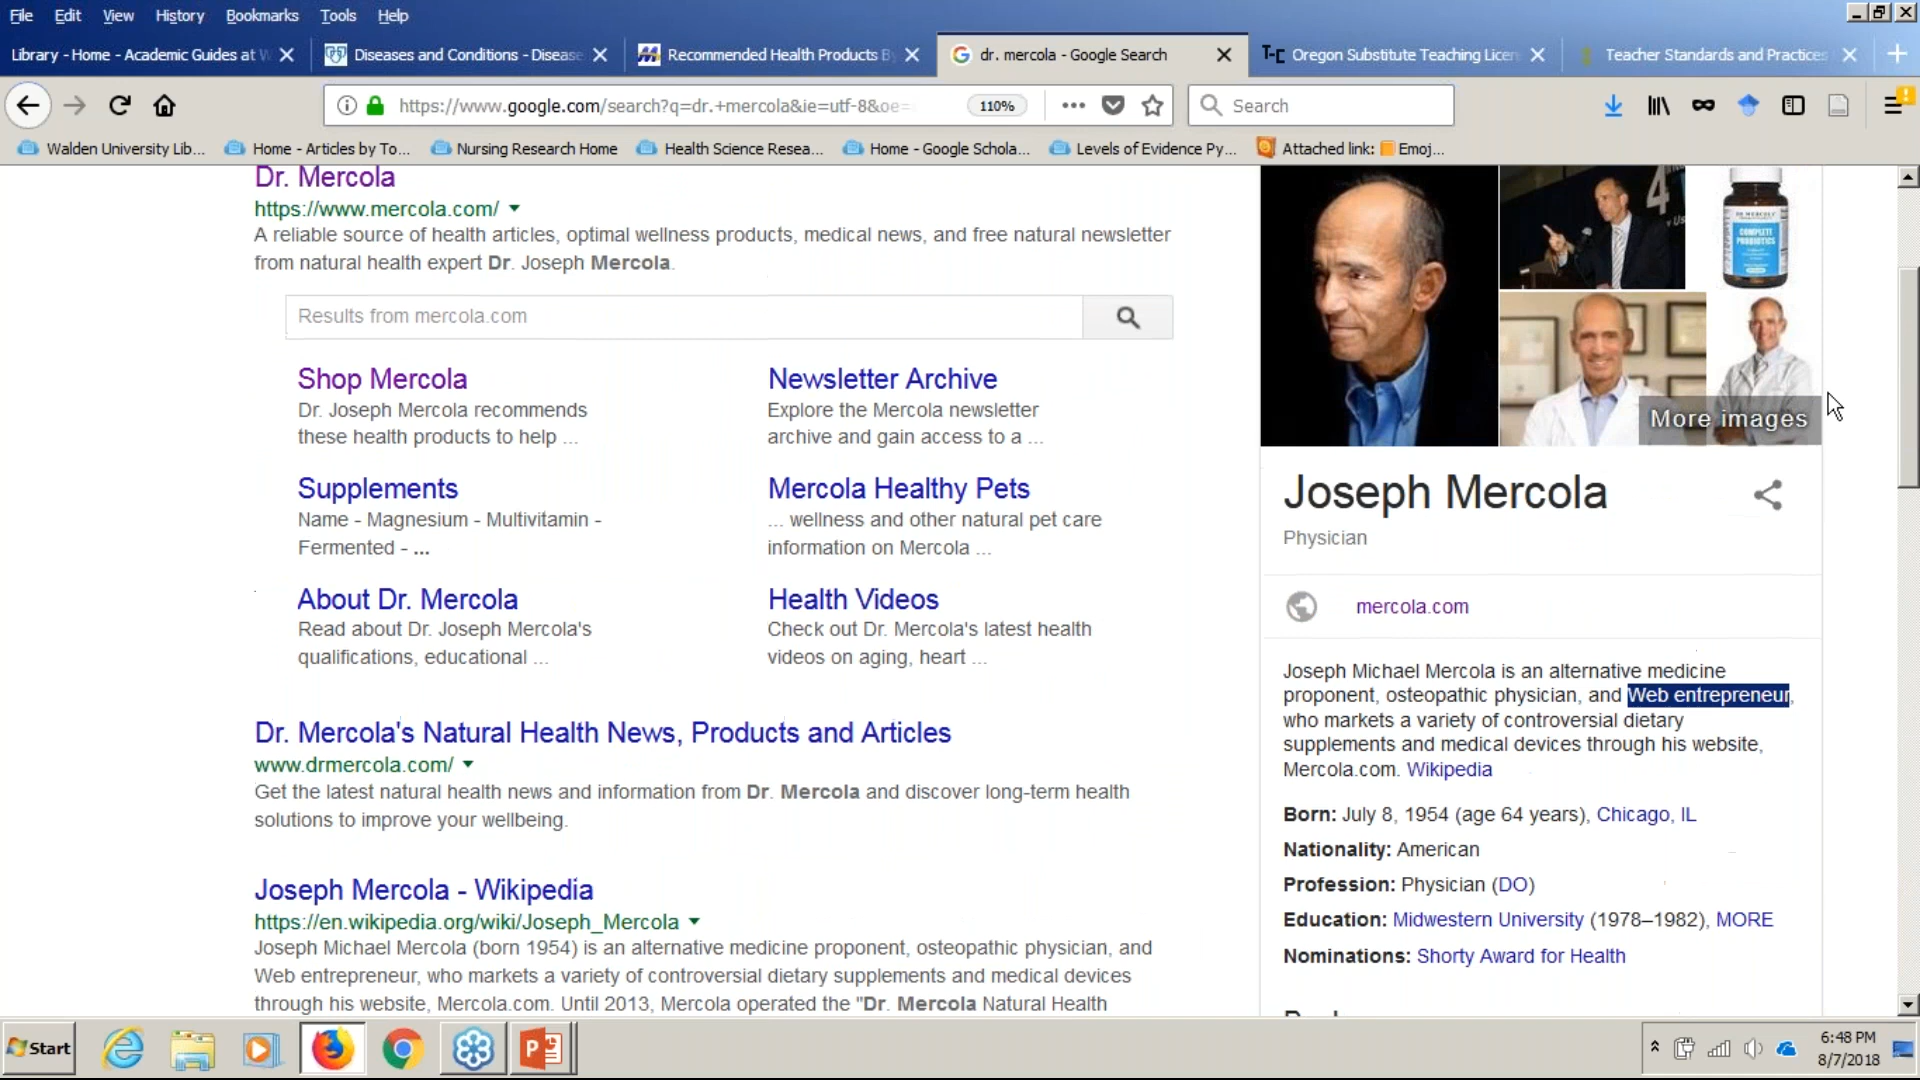 File Edit View History Bookmarks Tools Help
Library - Home - Academic Guides at W
Diseases and Conditions - Disease
Recommended Health Products By
dr. mercola - Google Search
Oregon Substitute Teaching Licen
Teacher Standards and Practices
https://www.google.com/search?q=dr.+mercola&ie=utf-8&oe=
110%
Search
Walden University Lib...
Home - Articles by To...
Nursing Research Home
Health Science Resea...
Home - Google Schola...
Levels of Evidence Py...
Attached link: Emoj...
Dr. Mercola
https://www.mercola.com/
A reliable source of health articles, optimal wellness products, medical news, and free natural newsletter
from natural health expert Dr. Joseph Mercola.
Results from mercola.com
Shop Mercola
Dr. Joseph Mercola recommends
these health products to help ...
Newsletter Archive
Explore the Mercola newsletter
archive and gain access to a ...
Supplements
Name - Magnesium - Multivitamin -
Fermented - ...
Mercola Healthy Pets
... wellness and other natural pet care
information on Mercola ...
About Dr. Mercola
Read about Dr. Joseph Mercola's
qualifications, educational ...
Health Videos
Check out Dr. Mercola's latest health
videos on aging, heart ...
Dr. Mercola's Natural Health News, Products and Articles
www.drmercola.com/
Get the latest natural health news and information from Dr. Mercola and discover long-term health
solutions to improve your wellbeing.
Joseph Mercola - Wikipedia
https://en.wikipedia.org/wiki/Joseph_Mercola
Joseph Michael Mercola (born 1954) is an alternative medicine proponent, osteopathic physician, and
Web entrepreneur, who markets a variety of controversial dietary supplements and medical devices
through his website, Mercola.com. Until 2013, Mercola operated the "Dr. Mercola Natural Health
4
DR. MERCOLA
COMPLETE
PROBIOTICS
More images
Joseph Mercola
Physician
mercola.com
Joseph Michael Mercola is an alternative medicine
proponent, osteopathic physician, and Web entrepreneur,
who markets a variety of controversial dietary
supplements and medical devices through his website,
Mercola.com. Wikipedia
Born: July 8, 1954 (age 64 years), Chicago, IL
Nationality: American
Profession: Physician (DO)
Education: Midwestern University (1978–1982), MORE
Nominations: Shorty Award for Health
Start
6:48 PM
8/7/2018